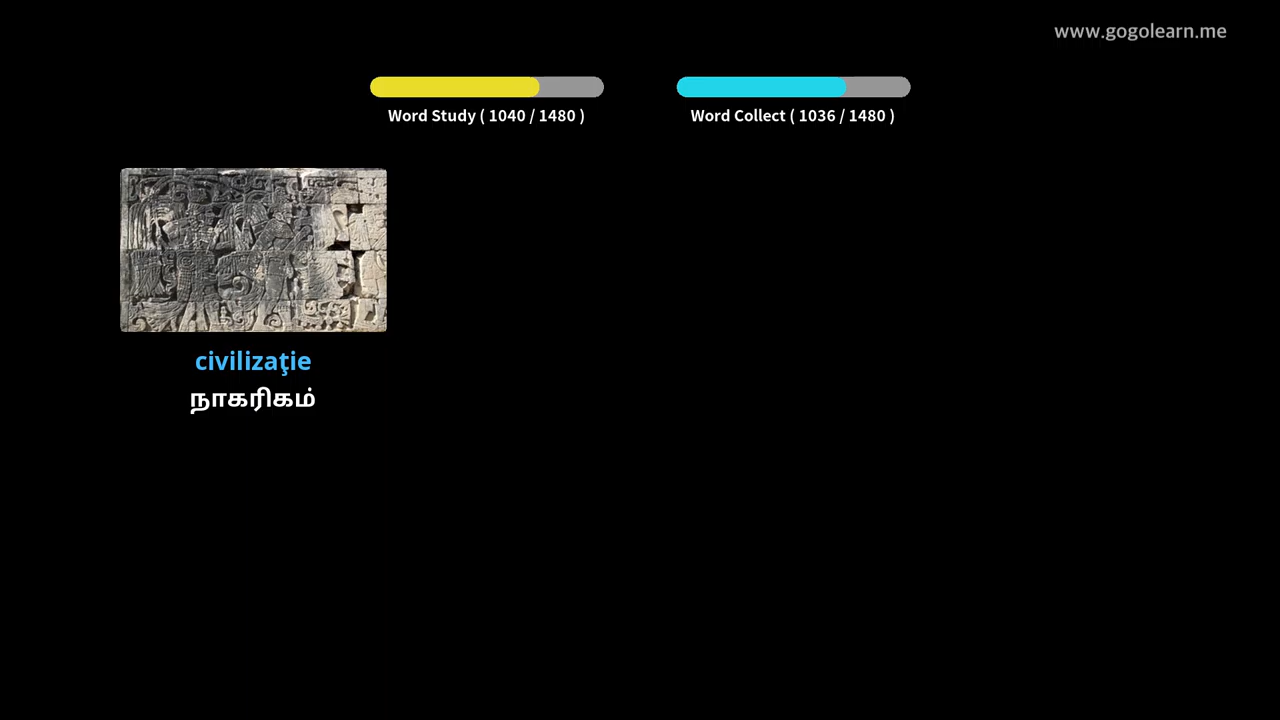 www.gogolearn.me
Word Study ( 1040 / 1480 )
Word Collect ( 1036 / 1480 )
civilizaţie
நாகரிகம்